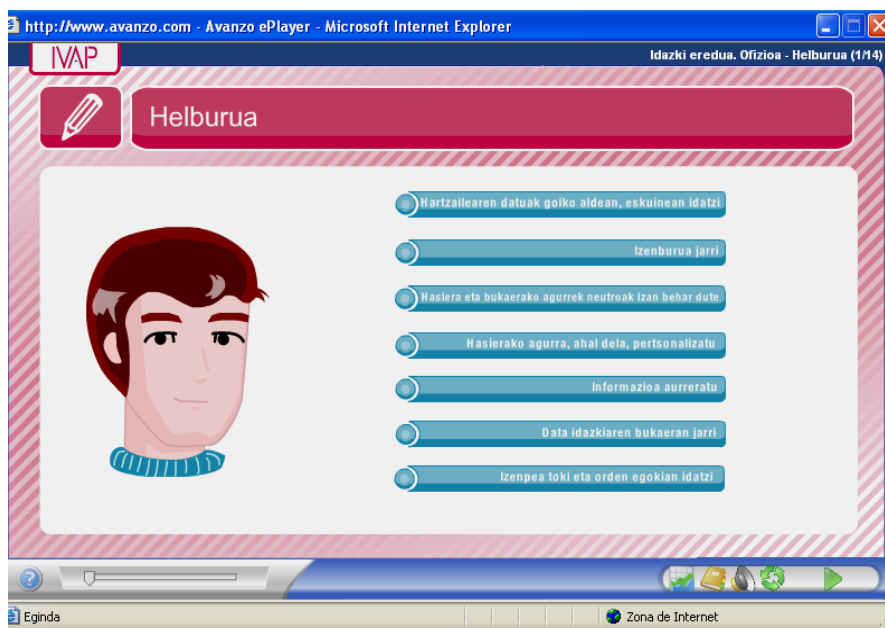 http://www.avanzo.com - Avanzo ePlayer - Microsoft Internet Explorer
IVAP
Idazki eredua. Ofizioa - Helburua (1/14)
Helburua
Hartzailearen datuak goiko aldean, eskuinean idatzi
Izenburua jarri
Hasiera eta bukaerako agurrek neutroak izan behar dute
Hasierako agurra, ahal dela, pertsonalizatu
Informazioa aurreratu
Data idazkiaren bukaeran jarri
Izenpea toki eta orden egokian idatzi
Eginda
Zona de Internet